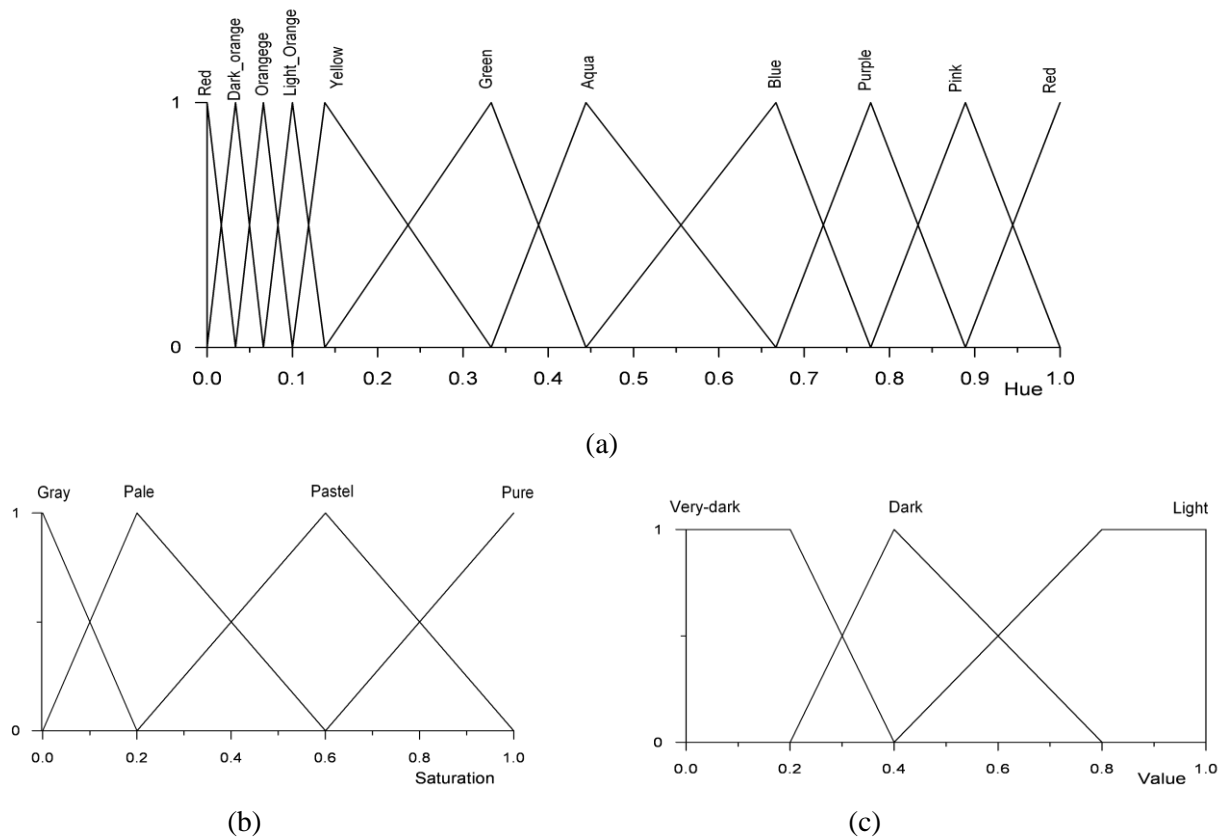 Red Dark_orange Orangege Light_Orange Yellow Green Aqua Blue Purple Pink Red
1
0
0.0 0.1 0.2 0.3 0.4 0.5 0.6 0.7 0.8 0.9 1.0
Hue
(a)
Gray Pale Pastel Pure
1
0
0.0 0.2 0.4 0.6 0.8 1.0
Saturation
(b)
Very-dark Dark Light
1
0
0.0 0.2 0.4 0.6 0.8 1.0
Value
(c)